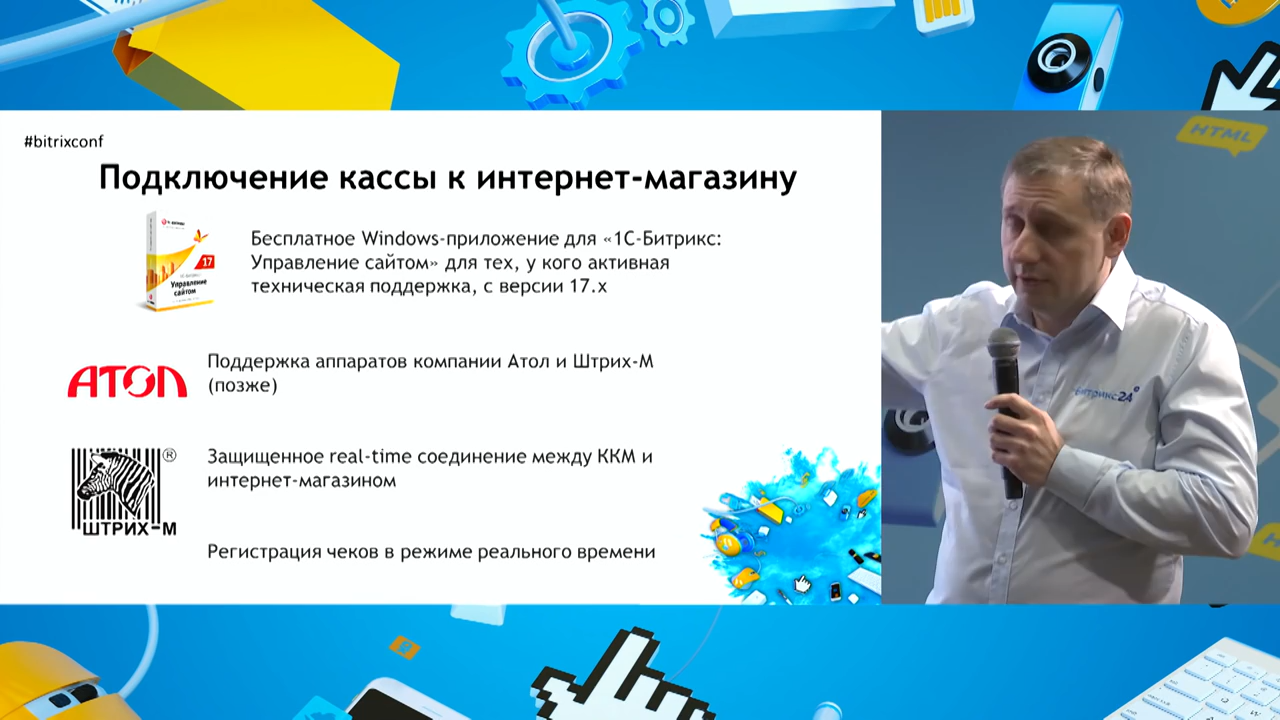 #bitrixconf
Подключение кассы к интернет-магазину
Бесплатное Windows-приложение для «1С-Битрикс:
Управление сайтом» для тех, у кого активная
техническая поддержка, с версии 17.x
17
Управление
сайтом
АТОЛ
Поддержка аппаратов компании Атол и Штрих-М
(позже)
®
ШТРИХ-М
Защищенное real-time соединение между ККМ и
интернет-магазином
Регистрация чеков в режиме реального времени
HTML
битрикс24